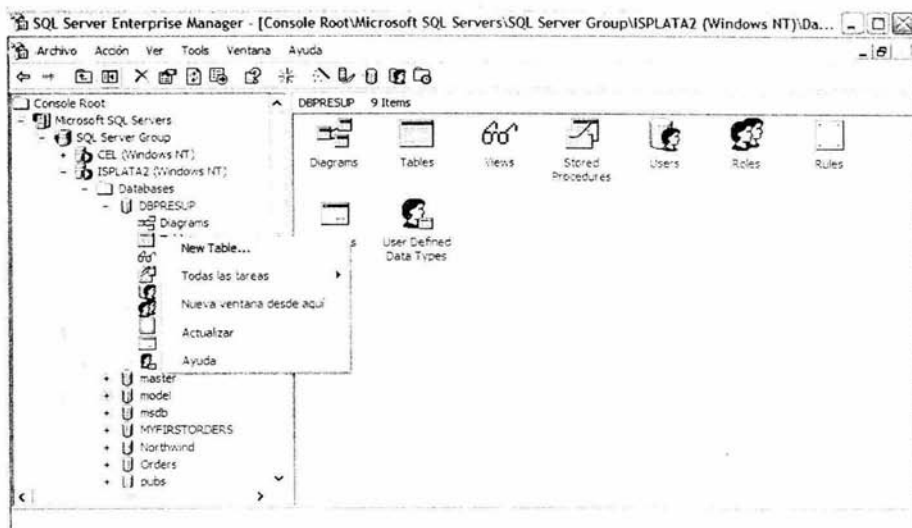 SQL Server Enterprise Manager - [Console Root\Microsoft SQL Servers\SQL Server Group\ISPLATA2 (Windows NT)\Da...
Archivo Acción Ver Tools Ventana Ayuda
Console Root
Microsoft SQL Servers
SQL Server Group
CEL (Windows NT)
ISPLATA2 (Windows NT)
Databases
DBPRESUP
Diagrams
New Table...
Todas las tareas
Nueva ventana desde aquí
Actualizar
Ayuda
master
model
msdb
MYFIRSTORDERS
Northwind
Orders
pubs
DBPRESUP 9 Items
Diagrams Tables Views Stored Procedures Users Roles Rules
User Defined Data Types